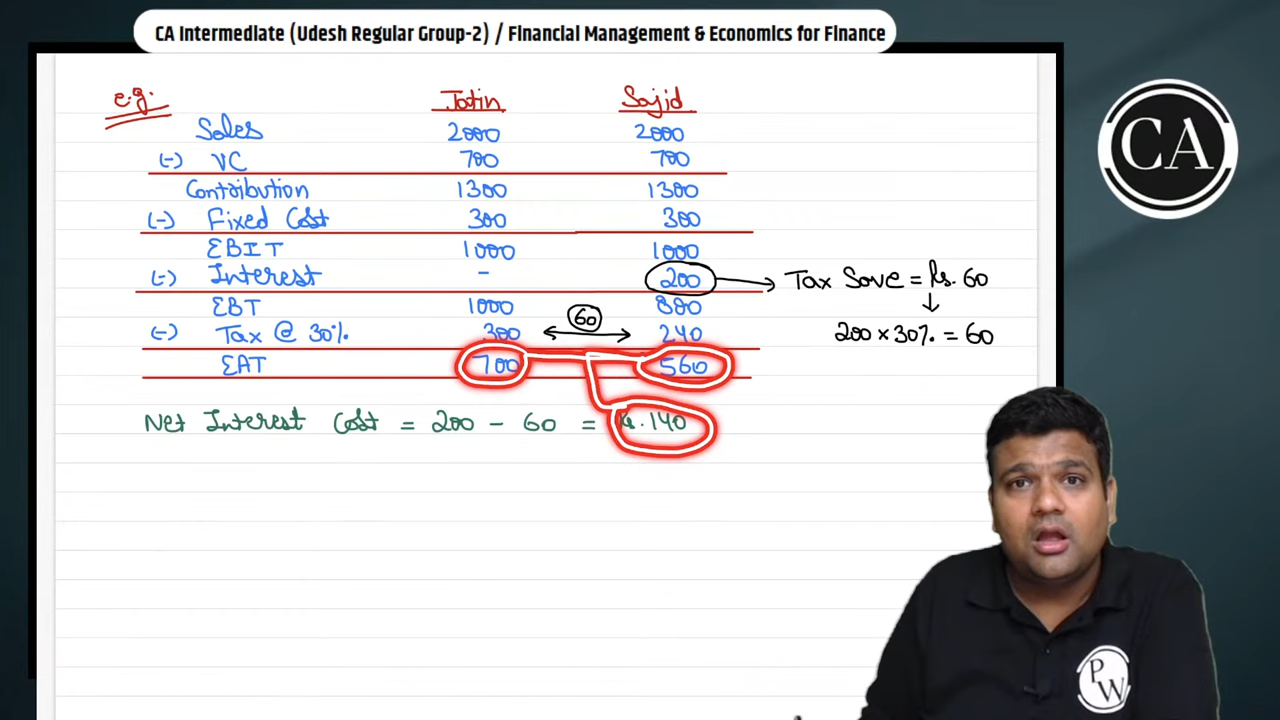 CA Intermediate (Udesh Regular Group-2) / Financial Management & Economics for Finance
CA
e.g. Jatin Sajid
Sales 2000 2000
(-) VC 700 700
Contribution 1300 1300
(-) Fixed Cost 300 300
EBIT 1000 1000
(-) Interest - 200 → Tax Save = Rs. 60
EBT 1000 800
(-) Tax @ 30% 300 60 240 200 × 30% = 60
EAT 700 560
Net Interest Cost = 200 - 60 = Rs. 140
PW